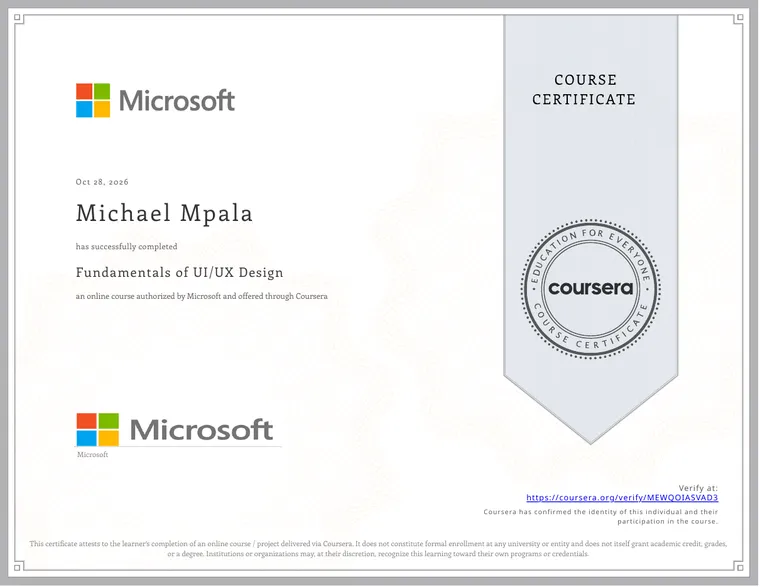 COURSE
CERTIFICATE
Microsoft
Oct 28, 2026
Michael Mpala
has successfully completed
Fundamentals of UI/UX Design
an online course authorized by Microsoft and offered through Coursera
EDUCATION FOR EVERYONE
coursera
COURSE CERTIFICATE
Microsoft
Microsoft
Verify at:
https://coursera.org/verify/MEWQOIASVAD3
Coursera has confirmed the identity of this individual and their
participation in the course.
This certificate attests to the learner's completion of an online course / project delivered via Coursera. It does not constitute formal enrollment at any university or entity and does not itself grant academic credit, grades,
or a degree. Institutions or organizations may, at their discretion, recognize this learning toward their own programs or credentials.